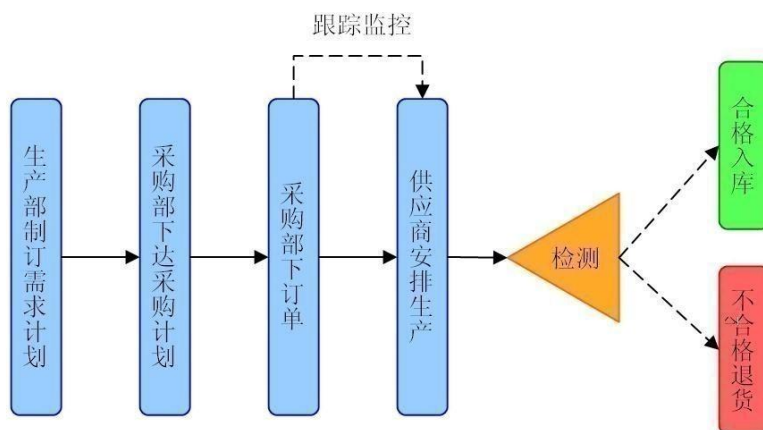 跟踪监控
生产部制订需求计划
采购部下达采购计划
采购部下订单
供应商安排生产
检测
合格入库
不合格退货